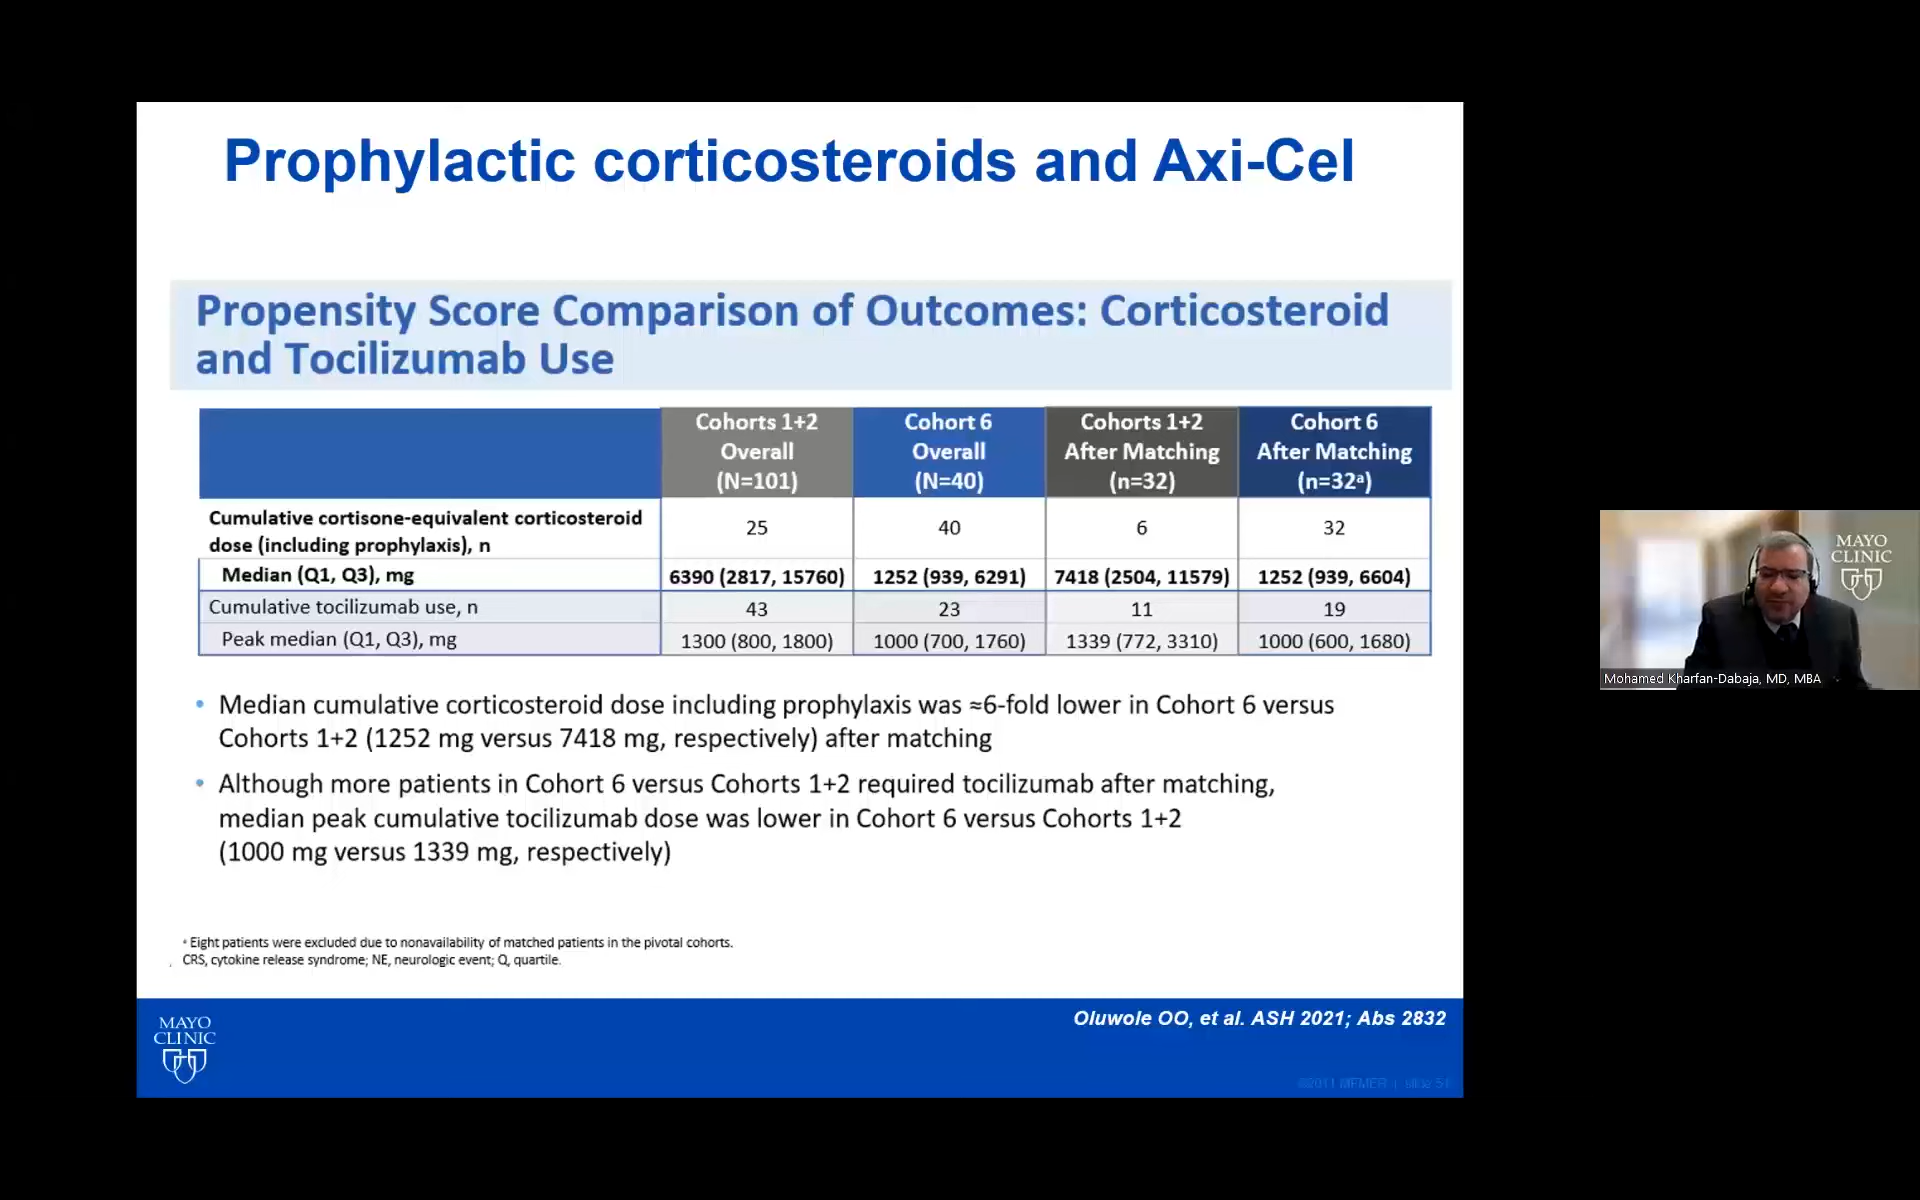 Prophylactic corticosteroids and Axi-Cel
Propensity Score Comparison of Outcomes: Corticosteroid
and Tocilizumab Use
Cohorts 1+2 Overall (N=101) Cohort 6 Overall (N=40) Cohorts 1+2 After Matching (n=32) Cohort 6 After Matching (n=32ᵃ)
Cumulative cortisone-equivalent corticosteroid dose (including prophylaxis), n 25 40 6 32
Median (Q1, Q3), mg 6390 (2817, 15760) 1252 (939, 6291) 7418 (2504, 11579) 1252 (939, 6604)
Cumulative tocilizumab use, n 43 23 11 19
Peak median (Q1, Q3), mg 1300 (800, 1800) 1000 (700, 1760) 1339 (772, 3310) 1000 (600, 1680)
• Median cumulative corticosteroid dose including prophylaxis was ≈6-fold lower in Cohort 6 versus
Cohorts 1+2 (1252 mg versus 7418 mg, respectively) after matching
• Although more patients in Cohort 6 versus Cohorts 1+2 required tocilizumab after matching,
median peak cumulative tocilizumab dose was lower in Cohort 6 versus Cohorts 1+2
(1000 mg versus 1339 mg, respectively)
ᵃ Eight patients were excluded due to nonavailability of matched patients in the pivotal cohorts.
CRS, cytokine release syndrome; NE, neurologic event; Q, quartile.
MAYO
CLINIC
Oluwole OO, et al. ASH 2021; Abs 2832
©2011 MFMER | slide-51
MAYO
CLINIC
Mohamed Kharfan-Dabaja, MD, MBA